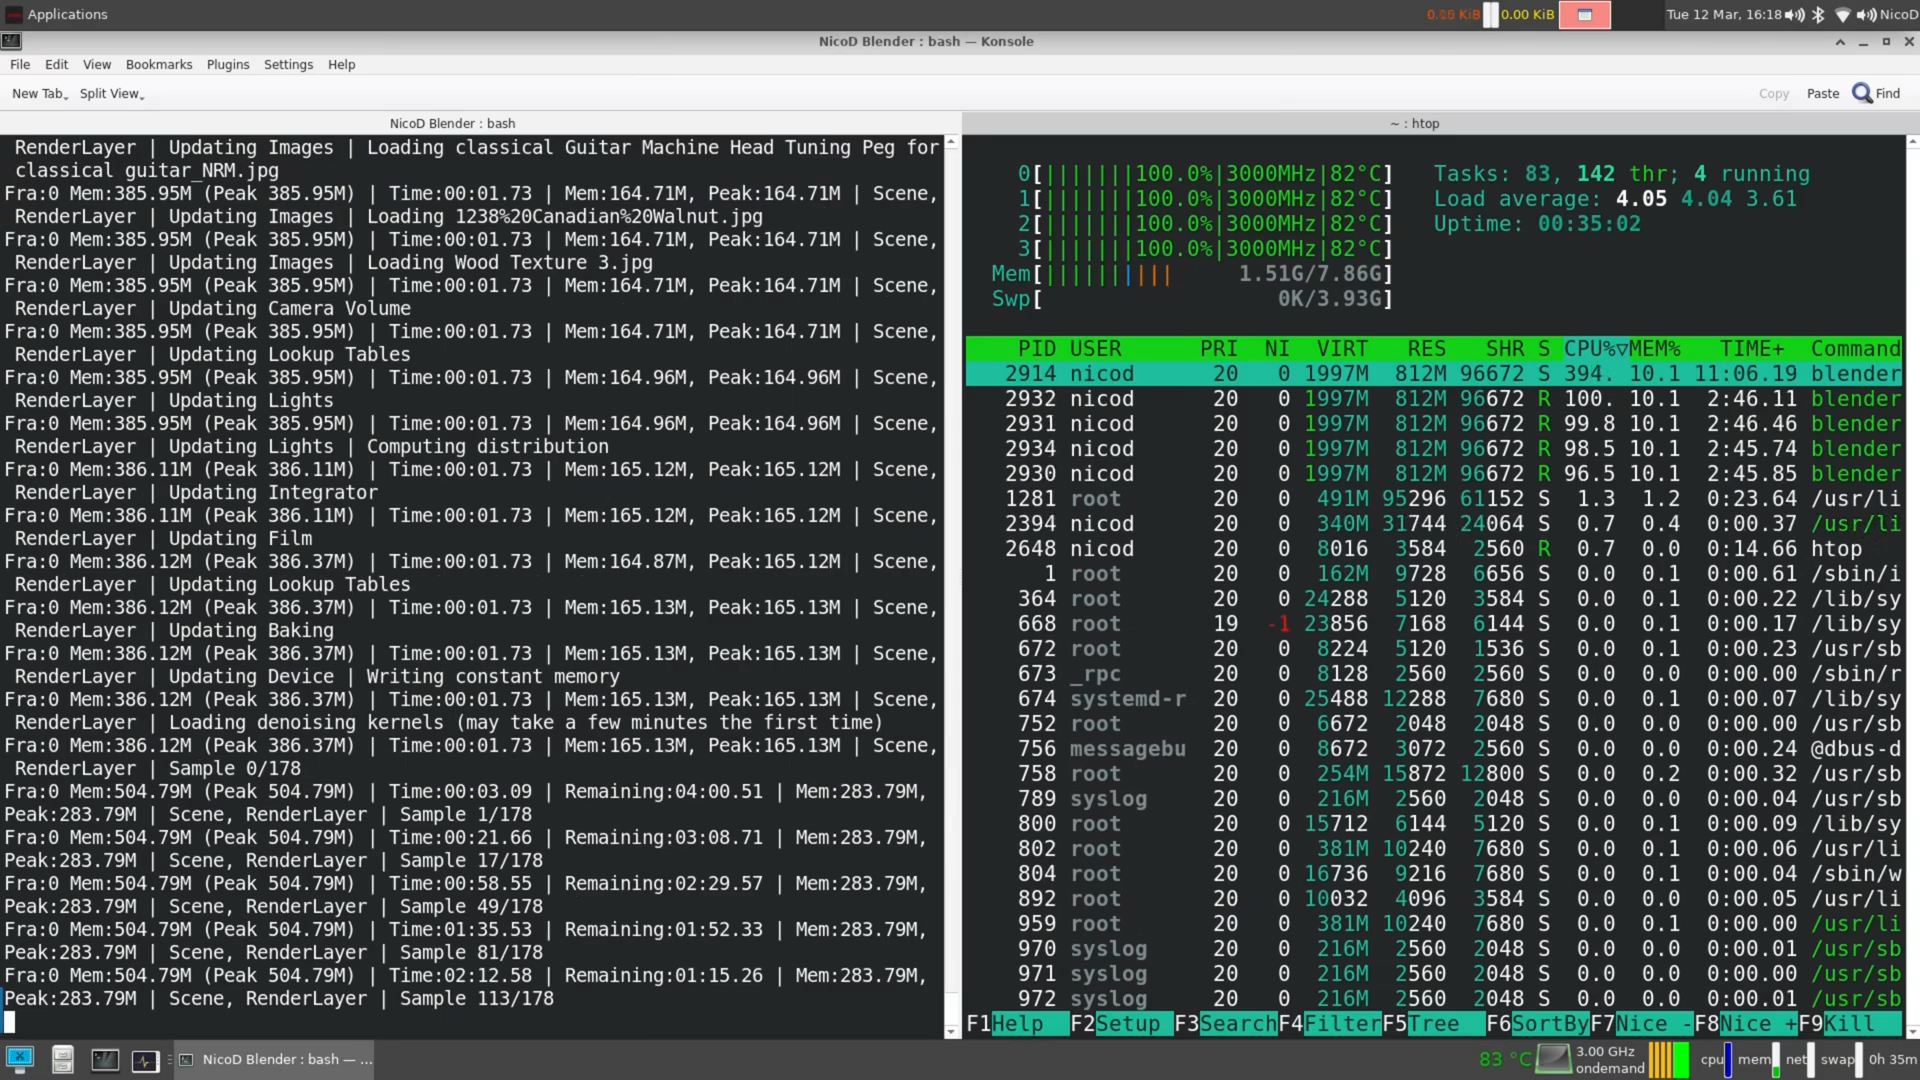 Applications
0.00 KiB 0.00 KiB Tue 12 Mar, 16:18 NicoD
NicoD Blender : bash — Konsole
File Edit View Bookmarks Plugins Settings Help
New Tab Split View Copy Paste Find
NicoD Blender : bash
RenderLayer | Updating Images | Loading classical Guitar Machine Head Tuning Peg for
classical guitar_NRM.jpg
Fra:0 Mem:385.95M (Peak 385.95M) | Time:00:01.73 | Mem:164.71M, Peak:164.71M | Scene,
RenderLayer | Updating Images | Loading 1238%20Canadian%20Walnut.jpg
Fra:0 Mem:385.95M (Peak 385.95M) | Time:00:01.73 | Mem:164.71M, Peak:164.71M | Scene,
RenderLayer | Updating Images | Loading Wood Texture 3.jpg
Fra:0 Mem:385.95M (Peak 385.95M) | Time:00:01.73 | Mem:164.71M, Peak:164.71M | Scene,
RenderLayer | Updating Camera Volume
Fra:0 Mem:385.95M (Peak 385.95M) | Time:00:01.73 | Mem:164.71M, Peak:164.71M | Scene,
RenderLayer | Updating Lookup Tables
Fra:0 Mem:385.95M (Peak 385.95M) | Time:00:01.73 | Mem:164.96M, Peak:164.96M | Scene,
RenderLayer | Updating Lights
Fra:0 Mem:385.95M (Peak 385.95M) | Time:00:01.73 | Mem:164.96M, Peak:164.96M | Scene,
RenderLayer | Updating Lights | Computing distribution
Fra:0 Mem:386.11M (Peak 386.11M) | Time:00:01.73 | Mem:165.12M, Peak:165.12M | Scene,
RenderLayer | Updating Integrator
Fra:0 Mem:386.11M (Peak 386.11M) | Time:00:01.73 | Mem:165.12M, Peak:165.12M | Scene,
RenderLayer | Updating Film
Fra:0 Mem:386.12M (Peak 386.12M) | Time:00:01.73 | Mem:164.87M, Peak:165.12M | Scene,
RenderLayer | Updating Lookup Tables
Fra:0 Mem:386.12M (Peak 386.37M) | Time:00:01.73 | Mem:165.13M, Peak:165.13M | Scene,
RenderLayer | Updating Baking
Fra:0 Mem:386.12M (Peak 386.37M) | Time:00:01.73 | Mem:165.13M, Peak:165.13M | Scene,
RenderLayer | Updating Device | Writing constant memory
Fra:0 Mem:386.12M (Peak 386.37M) | Time:00:01.73 | Mem:165.13M, Peak:165.13M | Scene,
RenderLayer | Loading denoising kernels (may take a few minutes the first time)
Fra:0 Mem:386.12M (Peak 386.37M) | Time:00:01.73 | Mem:165.13M, Peak:165.13M | Scene,
RenderLayer | Sample 0/178
Fra:0 Mem:504.79M (Peak 504.79M) | Time:00:03.09 | Remaining:04:00.51 | Mem:283.79M,
Peak:283.79M | Scene, RenderLayer | Sample 1/178
Fra:0 Mem:504.79M (Peak 504.79M) | Time:00:21.66 | Remaining:03:08.71 | Mem:283.79M,
Peak:283.79M | Scene, RenderLayer | Sample 17/178
Fra:0 Mem:504.79M (Peak 504.79M) | Time:00:58.55 | Remaining:02:29.57 | Mem:283.79M,
Peak:283.79M | Scene, RenderLayer | Sample 49/178
Fra:0 Mem:504.79M (Peak 504.79M) | Time:01:35.53 | Remaining:01:52.33 | Mem:283.79M,
Peak:283.79M | Scene, RenderLayer | Sample 81/178
Fra:0 Mem:504.79M (Peak 504.79M) | Time:02:12.58 | Remaining:01:15.26 | Mem:283.79M,
Peak:283.79M | Scene, RenderLayer | Sample 113/178
~ : htop
0[|||||||100.0%|3000MHz|82°C] Tasks: 83, 142 thr; 4 running
1[|||||||100.0%|3000MHz|82°C] Load average: 4.05 4.04 3.61
2[|||||||100.0%|3000MHz|82°C] Uptime: 00:35:02
3[|||||||100.0%|3000MHz|82°C]
Mem[|||||||||| 1.51G/7.86G]
Swp[ 0K/3.93G]
PID USER PRI NI VIRT RES SHR S CPU%▽MEM% TIME+ Command
2914 nicod 20 0 1997M 812M 96672 S 394. 10.1 11:06.19 blender
2932 nicod 20 0 1997M 812M 96672 R 100. 10.1 2:46.11 blender
2931 nicod 20 0 1997M 812M 96672 R 99.8 10.1 2:46.46 blender
2934 nicod 20 0 1997M 812M 96672 R 98.5 10.1 2:45.74 blender
2930 nicod 20 0 1997M 812M 96672 R 96.5 10.1 2:45.85 blender
1281 root 20 0 491M 95296 61152 S 1.3 1.2 0:23.64 /usr/li
2394 nicod 20 0 340M 31744 24064 S 0.7 0.4 0:00.37 /usr/li
2648 nicod 20 0 8016 3584 2560 R 0.7 0.0 0:14.66 htop
1 root 20 0 162M 9728 6656 S 0.0 0.1 0:00.61 /sbin/i
364 root 20 0 24288 5120 3584 S 0.0 0.1 0:00.22 /lib/sy
668 root 19 -1 23856 7168 6144 S 0.0 0.1 0:00.17 /lib/sy
672 root 20 0 8224 5120 1536 S 0.0 0.1 0:00.23 /usr/sb
673 _rpc 20 0 8128 2560 2560 S 0.0 0.0 0:00.00 /sbin/r
674 systemd-r 20 0 25488 12288 7680 S 0.0 0.1 0:00.07 /lib/sy
752 root 20 0 6672 2048 2048 S 0.0 0.0 0:00.00 /usr/sb
756 messagebu 20 0 8672 3072 2560 S 0.0 0.0 0:00.24 @dbus-d
758 root 20 0 254M 15872 12800 S 0.0 0.2 0:00.32 /usr/sb
789 syslog 20 0 216M 2560 2048 S 0.0 0.0 0:00.04 /usr/sb
800 root 20 0 15712 6144 5120 S 0.0 0.1 0:00.09 /lib/sy
802 root 20 0 381M 10240 7680 S 0.0 0.1 0:00.06 /usr/li
804 root 20 0 16736 9216 7680 S 0.0 0.1 0:00.04 /sbin/w
892 root 20 0 10032 4096 3584 S 0.0 0.0 0:00.05 /usr/li
959 root 20 0 381M 10240 7680 S 0.0 0.1 0:00.00 /usr/li
970 syslog 20 0 216M 2560 2048 S 0.0 0.0 0:00.01 /usr/sb
971 syslog 20 0 216M 2560 2048 S 0.0 0.0 0:00.00 /usr/sb
972 syslog 20 0 216M 2560 2048 S 0.0 0.0 0:00.01 /usr/sb
F1Help F2Setup F3SearchF4FilterF5Tree F6SortByF7Nice -F8Nice +F9Kill
NicoD Blender : bash — ... 83 °C 3.00 GHz ondemand cpu mem net swap 0h 35m